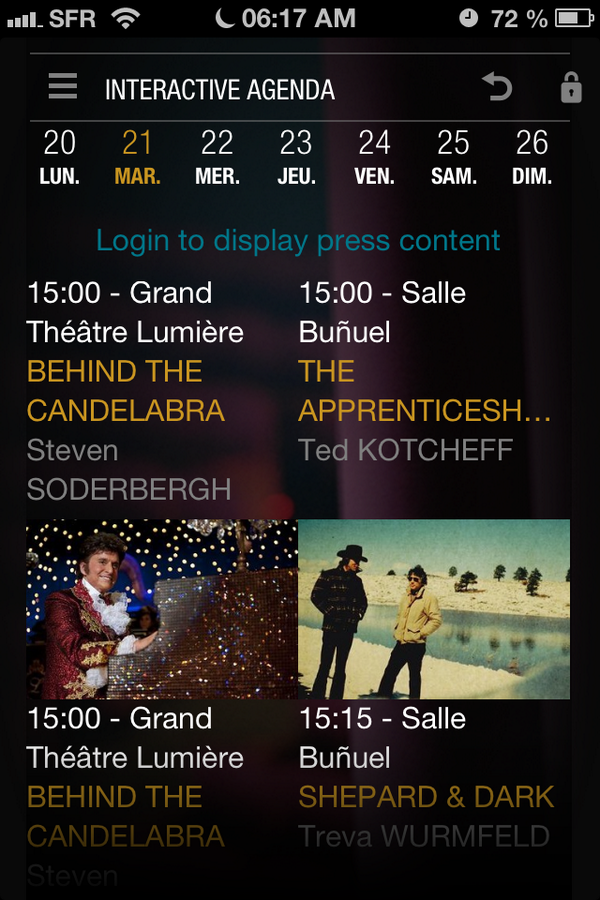 SFR 06:17 AM 72 %
INTERACTIVE AGENDA
20 21 22 23 24 25 26
LUN. MAR. MER. JEU. VEN. SAM. DIM.
Login to display press content
15:00 - Grand
Théâtre Lumière
BEHIND THE
CANDELABRA
Steven
SODERBERGH
15:00 - Salle
Buñuel
THE
APPRENTICESH...
Ted KOTCHEFF
15:00 - Grand
Théâtre Lumière
BEHIND THE
CANDELABRA
Steven
15:15 - Salle
Buñuel
SHEPARD & DARK
Treva WURMFELD